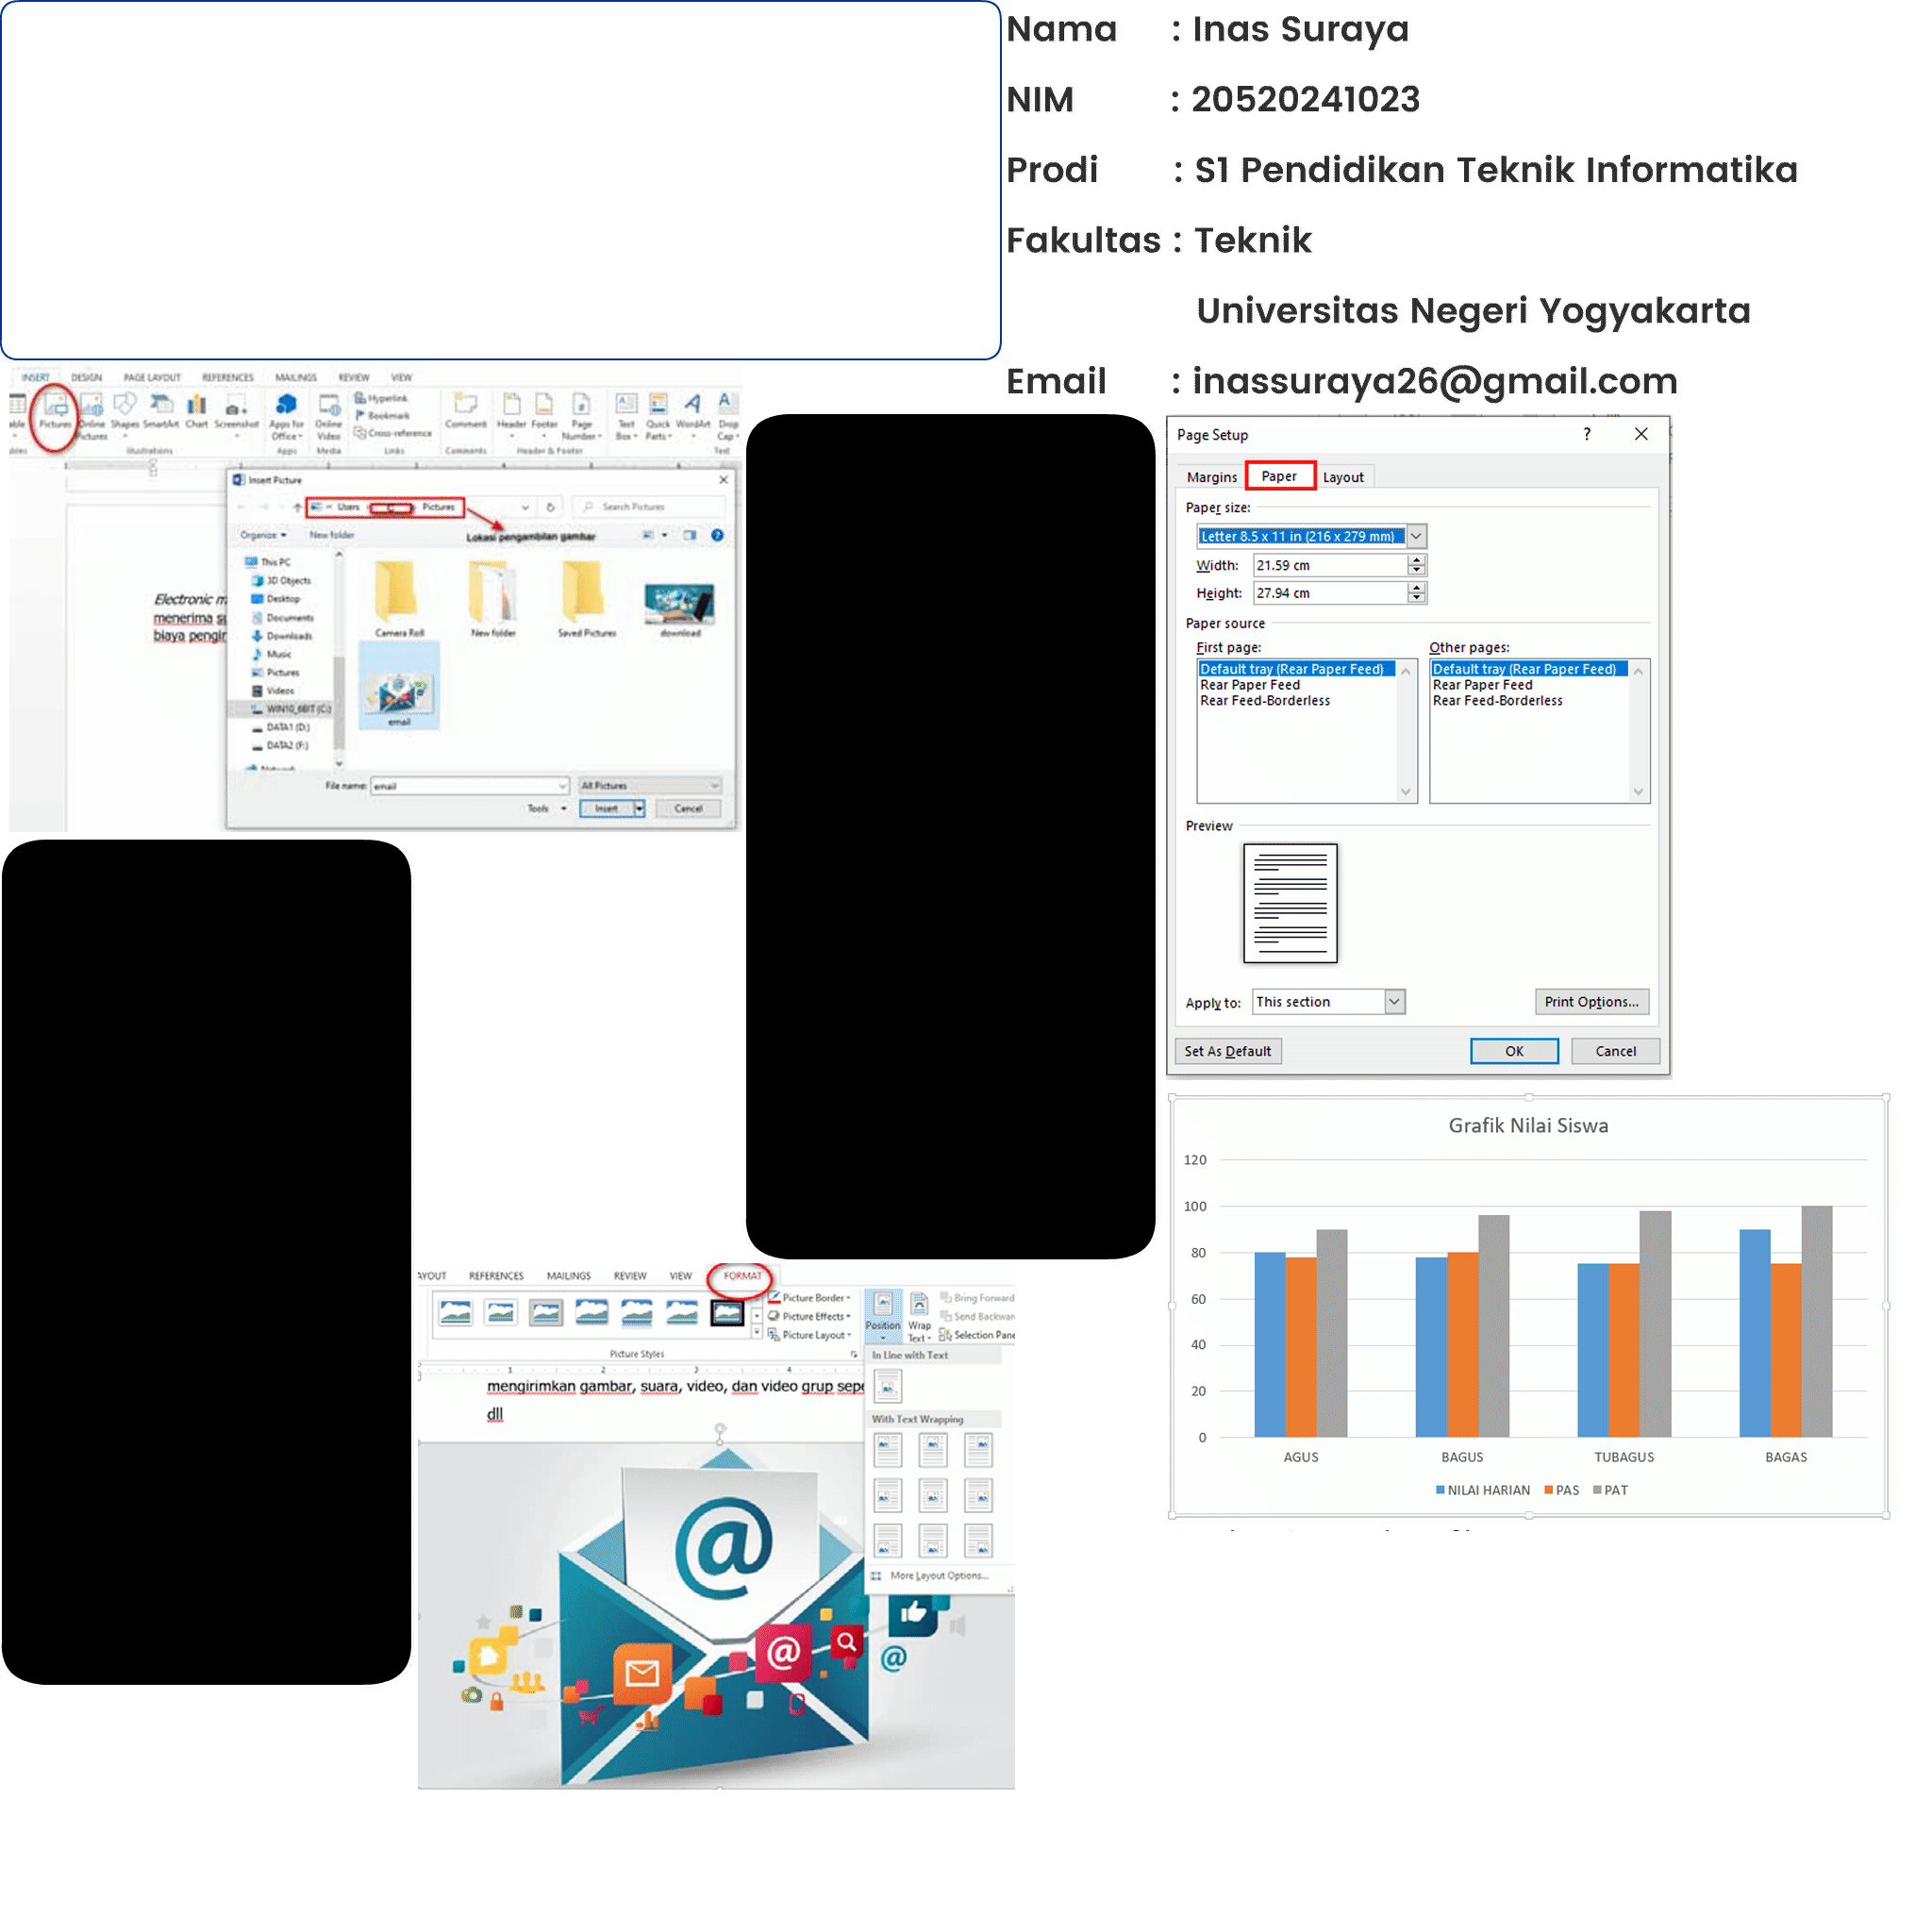 Nama : Inas Suraya
NIM : 20520241023
Prodi : S1 Pendidikan Teknik Informatika
Fakultas : Teknik
Universitas Negeri Yogyakarta
Email : inassuraya26@gmail.com
INSERT DESIGN PAGE LAYOUT REFERENCES MAILINGS REVIEW VIEW
Pictures Online Pictures Shapes SmartArt Chart Screenshot Apps for Office Online Video Hyperlink Bookmark Cross-reference Comment Header Footer Page Number Text Box Quick Parts WordArt Drop Cap
Illustrations Apps Media Links Comments Header & Footer Text
Insert Picture
Users Pictures Search Pictures
Organize New folder Lokasi pengambilan gambar
This PC
3D Objects
Desktop
Documents
Downloads
Music
Pictures
Videos
WIN10_6BIT (C:)
DATA1 (D:)
DATA2 (F:)
Camera Roll New folder Saved Pictures download
email
File name: email All Pictures
Tools Insert Cancel
Electronic m
menerima su
biaya pengir
Page Setup ? 
Margins Paper Layout
Paper size:
Letter 8.5 x 11 in (216 x 279 mm)
Width: 21.59 cm
Height: 27.94 cm
Paper source
First page: Other pages:
Default tray (Rear Paper Feed) Default tray (Rear Paper Feed)
Rear Paper Feed Rear Paper Feed
Rear Feed-Borderless Rear Feed-Borderless
Preview
Apply to: This section Print Options...
Set As Default OK Cancel
Grafik Nilai Siswa
120
100
80
60
40
20
0
AGUS BAGUS TUBAGUS BAGAS
NILAI HARIAN PAS PAT
AYOUT REFERENCES MAILINGS REVIEW VIEW FORMAT
Picture Border
Picture Effects
Picture Layout
Picture Styles
Position Wrap Text
Bring Forward
Send Backwar
Selection Pane
In Line with Text
With Text Wrapping
More Layout Options...
1 2 3 4
mengirimkan gambar, suara, video, dan video grup sepe
dll
@
@
@